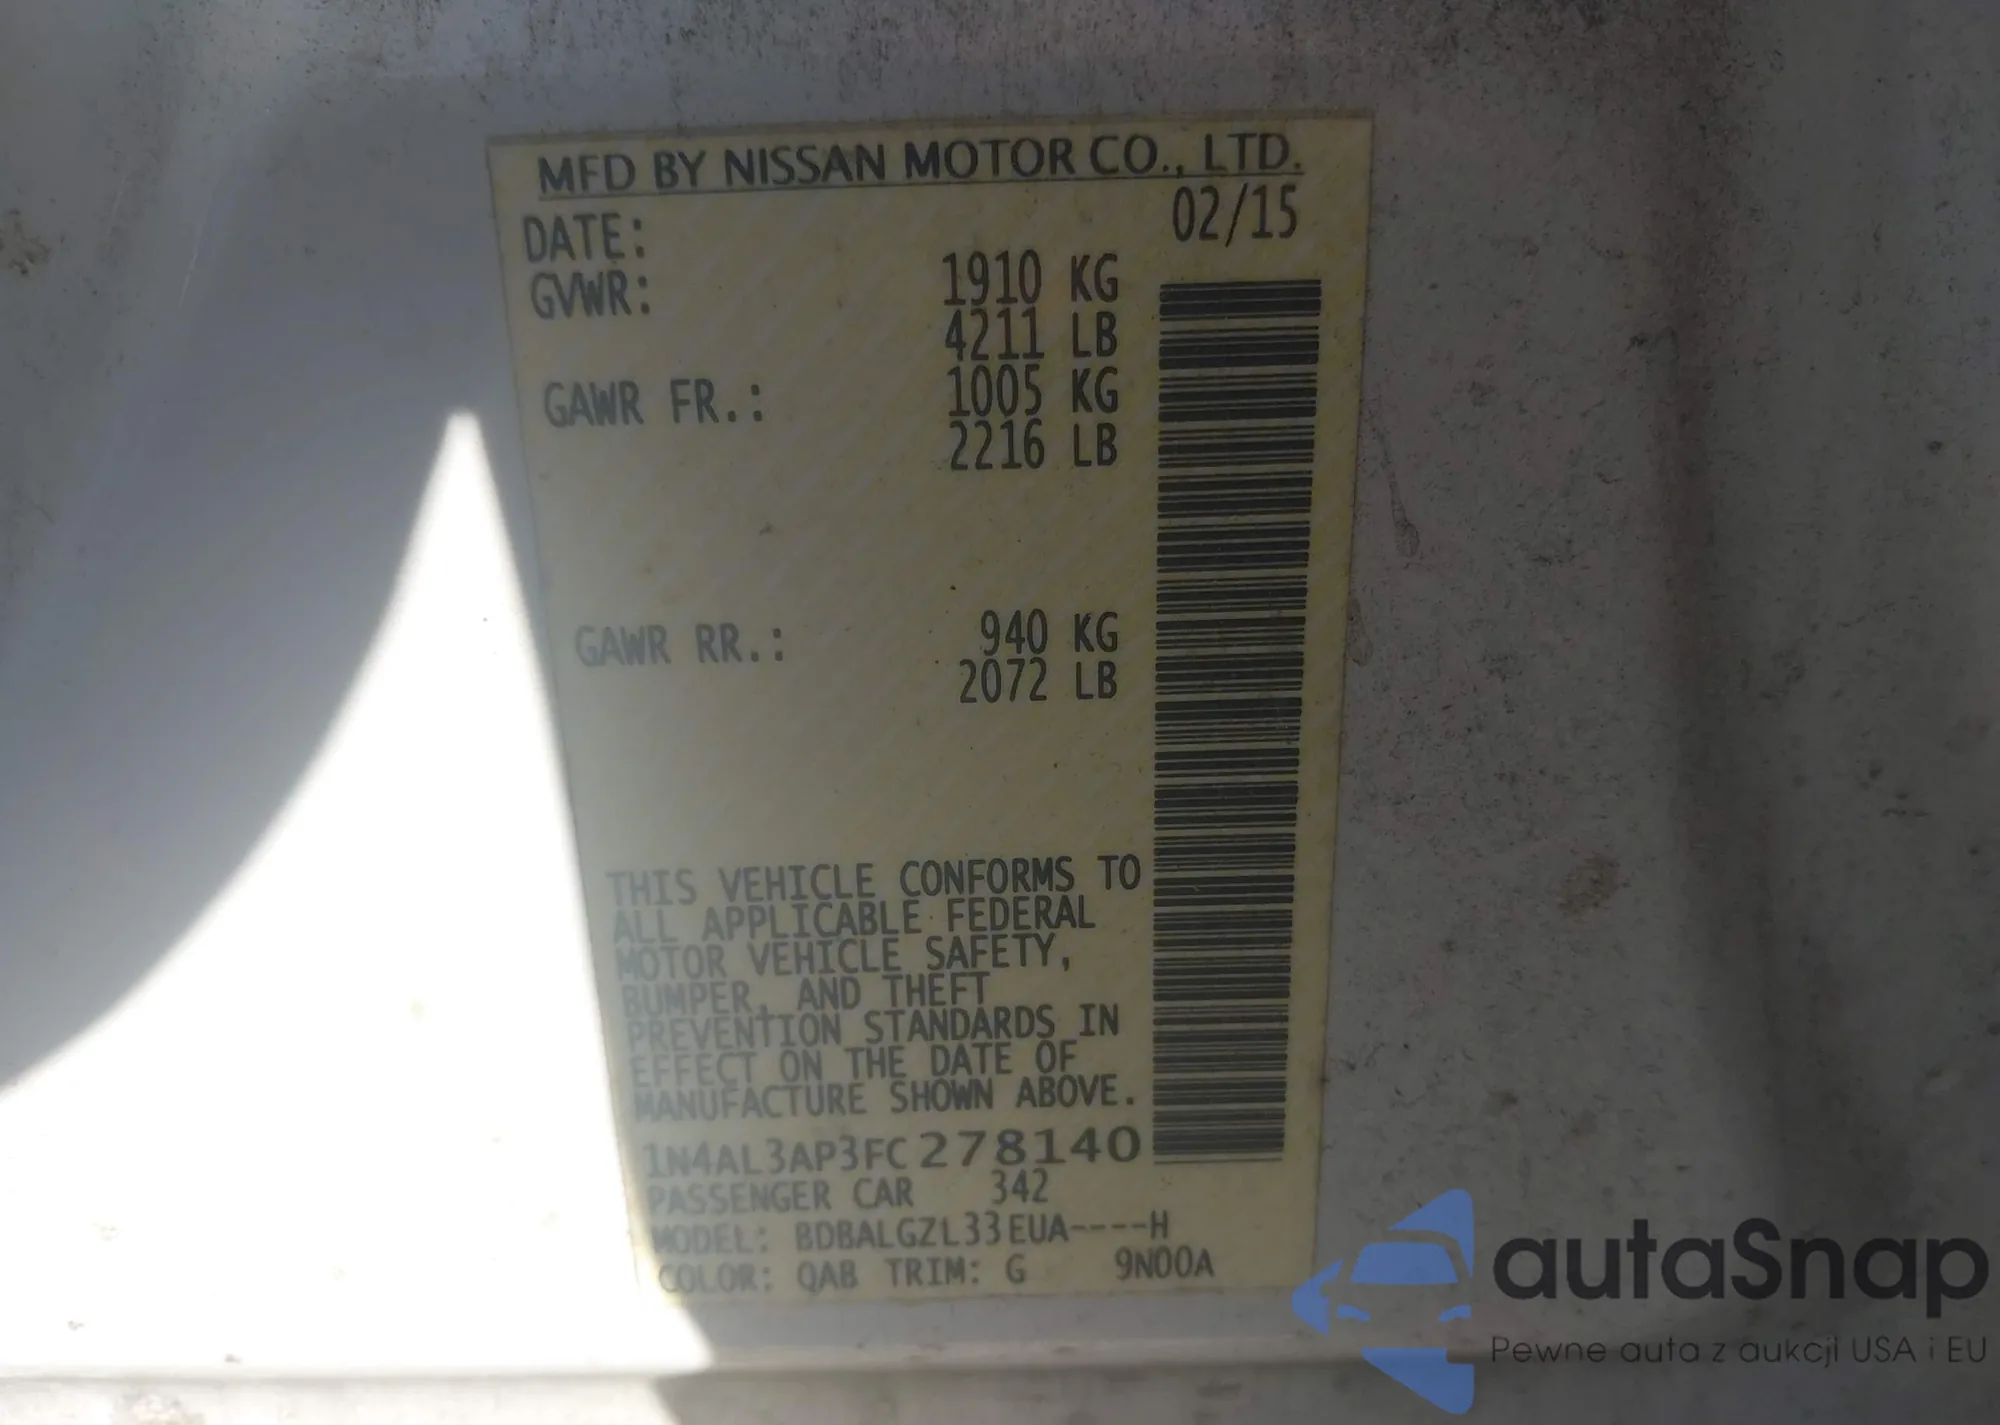 MFD BY NISSAN MOTOR CO., LTD.
DATE: 02/15
GVWR: 1910 KG
4211 LB
GAWR FR.: 1005 KG
2216 LB
GAWR RR.: 940 KG
2072 LB
THIS VEHICLE CONFORMS TO
ALL APPLICABLE FEDERAL
MOTOR VEHICLE SAFETY,
BUMPER, AND THEFT
PREVENTION STANDARDS IN
EFFECT ON THE DATE OF
MANUFACTURE SHOWN ABOVE.
1N4AL3AP3FC278140
PASSENGER CAR 342
MODEL: BDBALGZL33EUA----H
COLOR: QAB TRIM: G 9N00A
autaSnap
Pewne auta z aukcji USA i EU